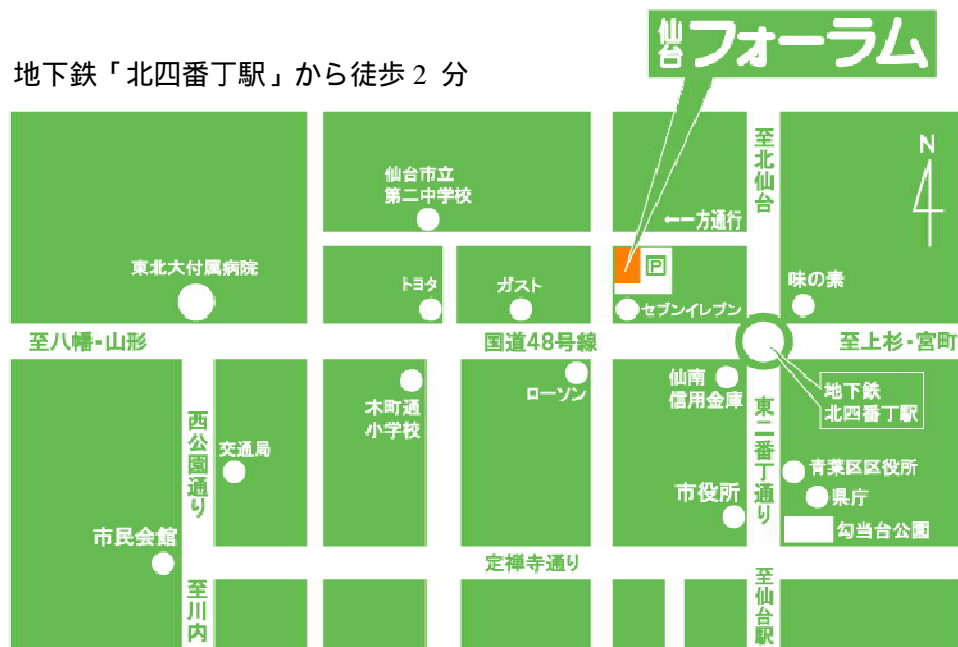 仙台フォーラム
地下鉄「北四番丁駅」から徒歩2 分
至北仙台
N
仙台市立
第二中学校
←一方通行
東北大付属病院
トヨタ
ガスト
P
セブンイレブン
味の素
至八幡・山形
国道48号線
至上杉・宮町
仙南
信用金庫
地下鉄
北四番丁駅
木町通
小学校
ローソン
西公園通り
交通局
東二番丁通り
青葉区区役所
市役所
県庁
勾当台公園
市民会館
定禅寺通り
至川内
至仙台駅